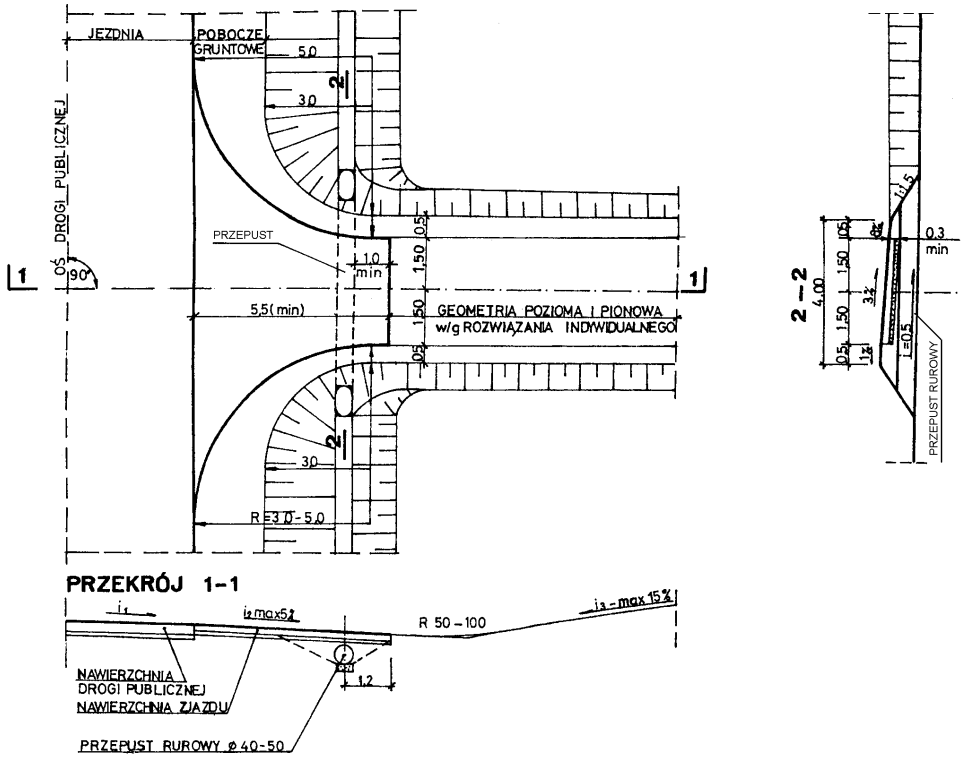 JEZDNIA
POBOCZE
GRUNTOWE
5,0
3,0
2
OŚ DROGI PUBLICZNEJ
PRZEPUST
0,5
1,50
1,0
min
90°
1
1
5,5(min)
1,50
GEOMETRIA POZIOMA I PIONOWA
w/g ROZWIĄZANIA INDYWIDUALNEGO
0,5
2
3,0
R=3,0-5,0
1:1,5
2-2
4.00
0,5
1,50
1,50
0,5
0,3
min
3%
1%
i=0,5
PRZEPUST RUROWY
PRZEKRÓJ 1-1
i₁
i₂ max5%
R 50-100
i₃-max 15%
NAWIERZCHNIA
DROGI PUBLICZNEJ
NAWIERZCHNIA ZJAZDU
1,2
PRZEPUST RUROWY ø 40-50